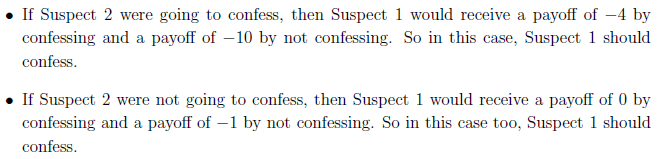 • If Suspect 2 were going to confess, then Suspect 1 would receive a payoff of −4 by
confessing and a payoff of −10 by not confessing. So in this case, Suspect 1 should
confess.
• If Suspect 2 were not going to confess, then Suspect 1 would receive a payoff of 0 by
confessing and a payoff of −1 by not confessing. So in this case too, Suspect 1 should
confess.